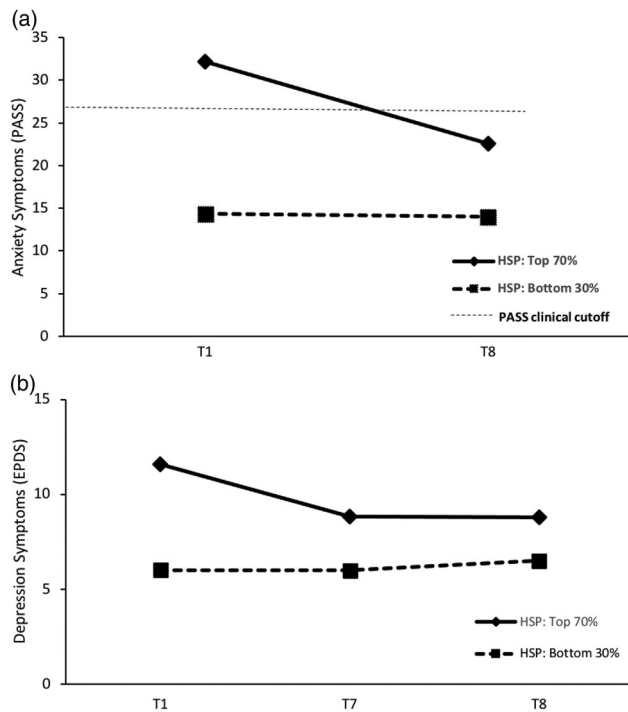 (a)
35
30
25
20
15
10
5
0
Anxiety Symptoms (PASS)
HSP: Top 70%
HSP: Bottom 30%
PASS clinical cutoff
T1 T8
(b)
15
10
5
0
Depression Symptoms (EPDS)
HSP: Top 70%
HSP: Bottom 30%
T1 T7 T8